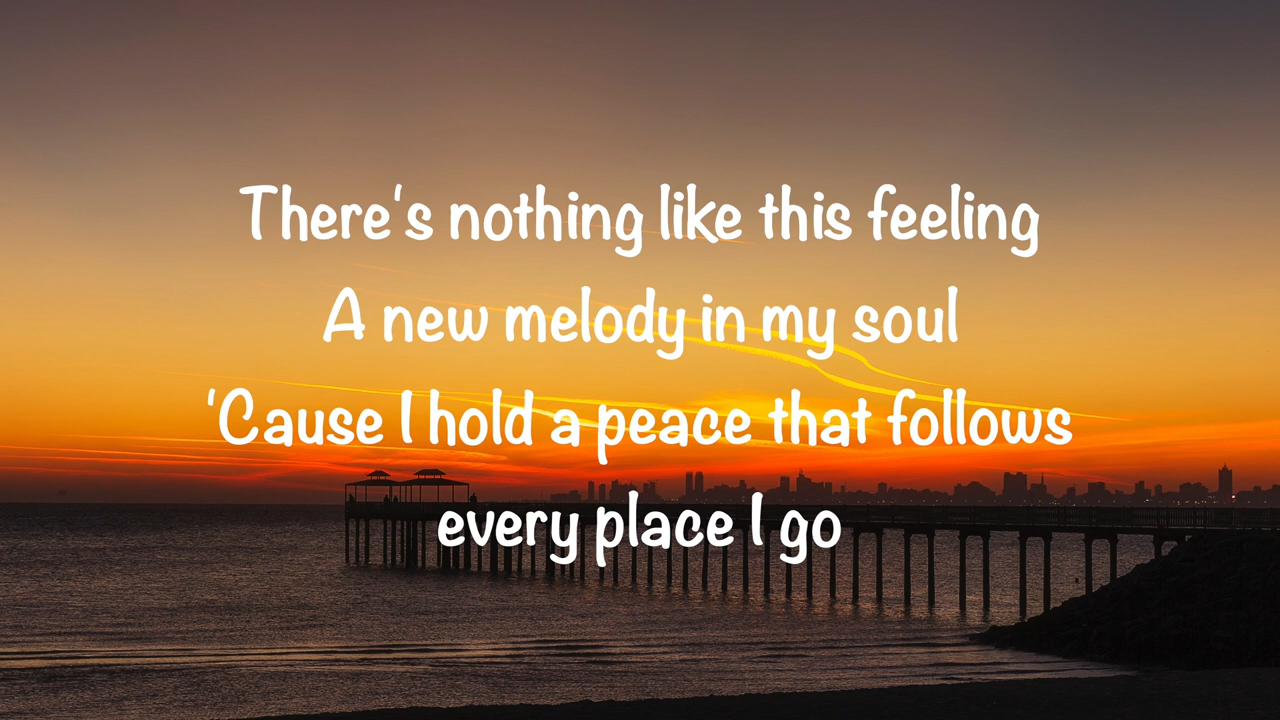 There's nothing like this feeling
A new melody in my soul
'Cause I hold a peace that follows
every place I go